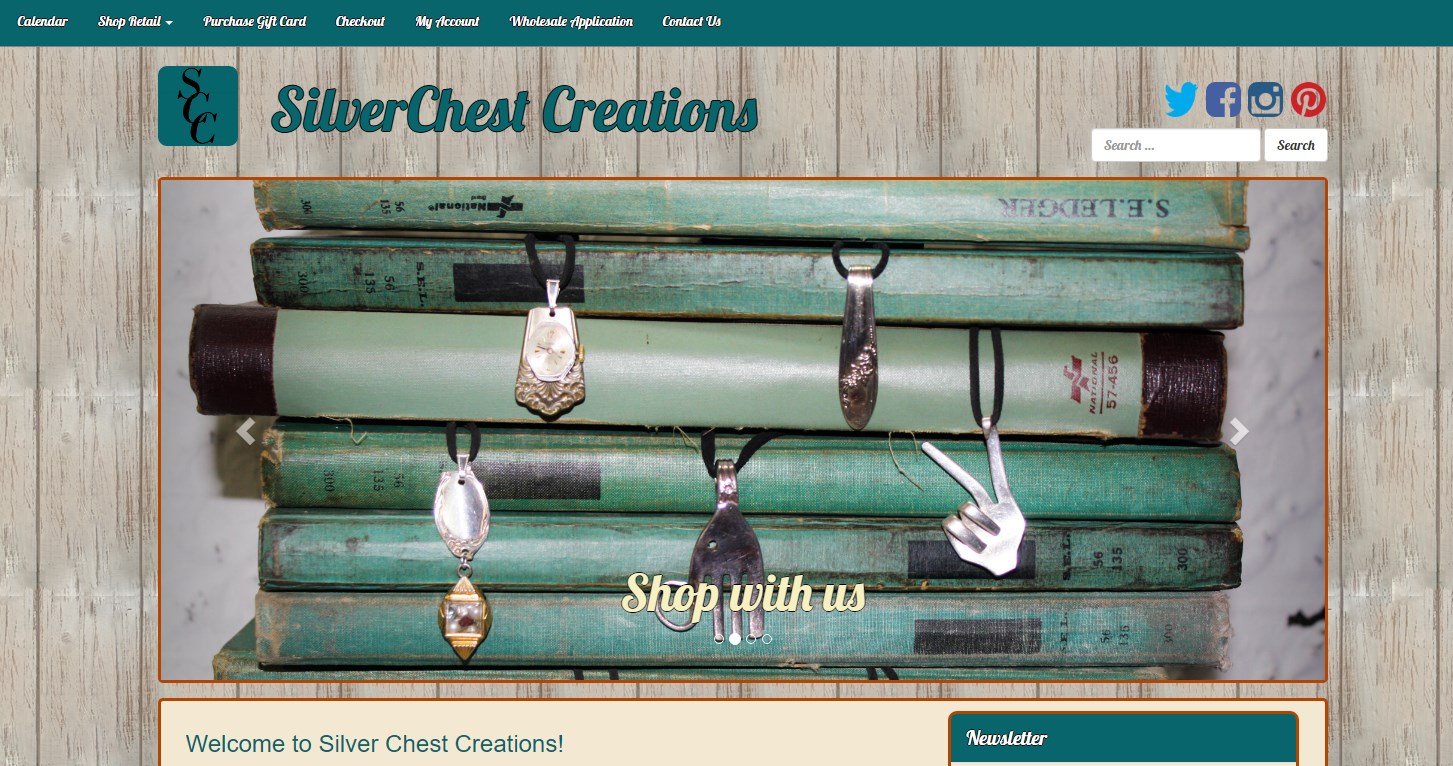 Calendar Shop Retail Purchase Gift Card Checkout My Account Wholesale Application Contact Us
SCC
SilverChest Creations
Search ...
Search
S.E.LEDGER
National
56
135
300
S.E.L.
56
135
300
NATIONAL
57-456
56
135
300
S.E.L.
56
135
300
S.E.L.
56
135
300
Shop with us
Welcome to Silver Chest Creations!
Newsletter